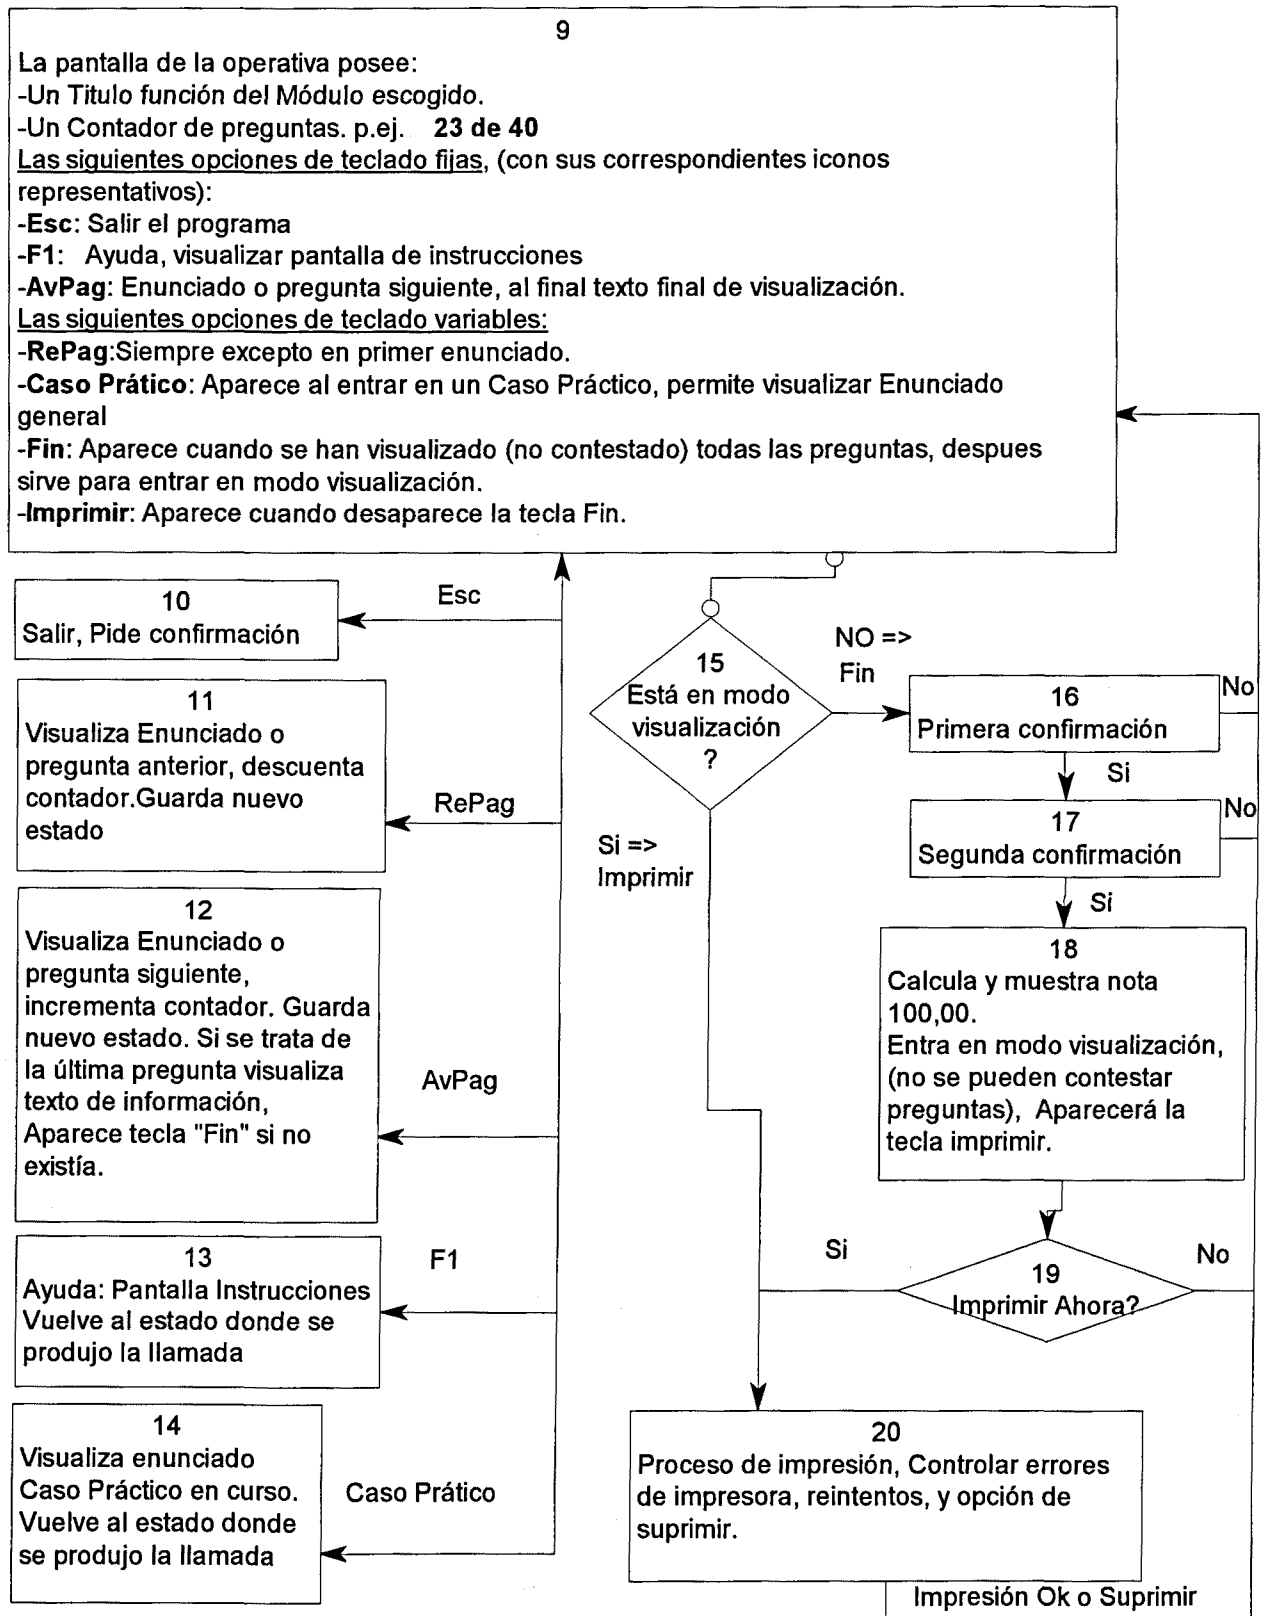 9
La pantalla de la operativa posee:
-Un Titulo función del Módulo escogido.
-Un Contador de preguntas. p.ej. 23 de 40
Las siguientes opciones de teclado fijas, (con sus correspondientes iconos
representativos):
-Esc: Salir el programa
-F1: Ayuda, visualizar pantalla de instrucciones
-AvPag: Enunciado o pregunta siguiente, al final texto final de visualización.
Las siguientes opciones de teclado variables:
-RePag:Siempre excepto en primer enunciado.
-Caso Prático: Aparece al entrar en un Caso Práctico, permite visualizar Enunciado
general
-Fin: Aparece cuando se han visualizado (no contestado) todas las preguntas, despues
sirve para entrar en modo visualización.
-Imprimir: Aparece cuando desaparece la tecla Fin.
10
Salir, Pide confirmación
Esc
11
Visualiza Enunciado o
pregunta anterior, descuenta
contador.Guarda nuevo
estado
RePag
12
Visualiza Enunciado o
pregunta siguiente,
incrementa contador. Guarda
nuevo estado. Si se trata de
la última pregunta visualiza
texto de información,
Aparece tecla "Fin" si no
existía.
AvPag
13
Ayuda: Pantalla Instrucciones
Vuelve al estado donde se
produjo la llamada
F1
14
Visualiza enunciado
Caso Práctico en curso.
Vuelve al estado donde
se produjo la llamada
Caso Prático
15
Está en modo
visualización
?
NO =>
Fin
Si =>
Imprimir
16
Primera confirmación
No
Si
17
Segunda confirmación
No
Si
18
Calcula y muestra nota
100,00.
Entra en modo visualización,
(no se pueden contestar
preguntas), Aparecerá la
tecla imprimir.
19
Imprimir Ahora?
Si
No
20
Proceso de impresión, Controlar errores
de impresora, reintentos, y opción de
suprimir.
Impresión Ok o Suprimir